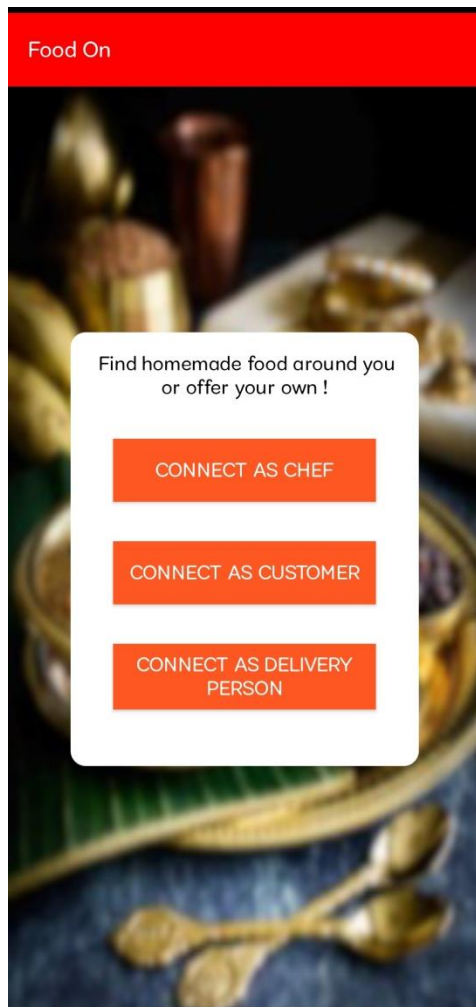 Food On
Find homemade food around you
or offer your own !
CONNECT AS CHEF
CONNECT AS CUSTOMER
CONNECT AS DELIVERY
PERSON